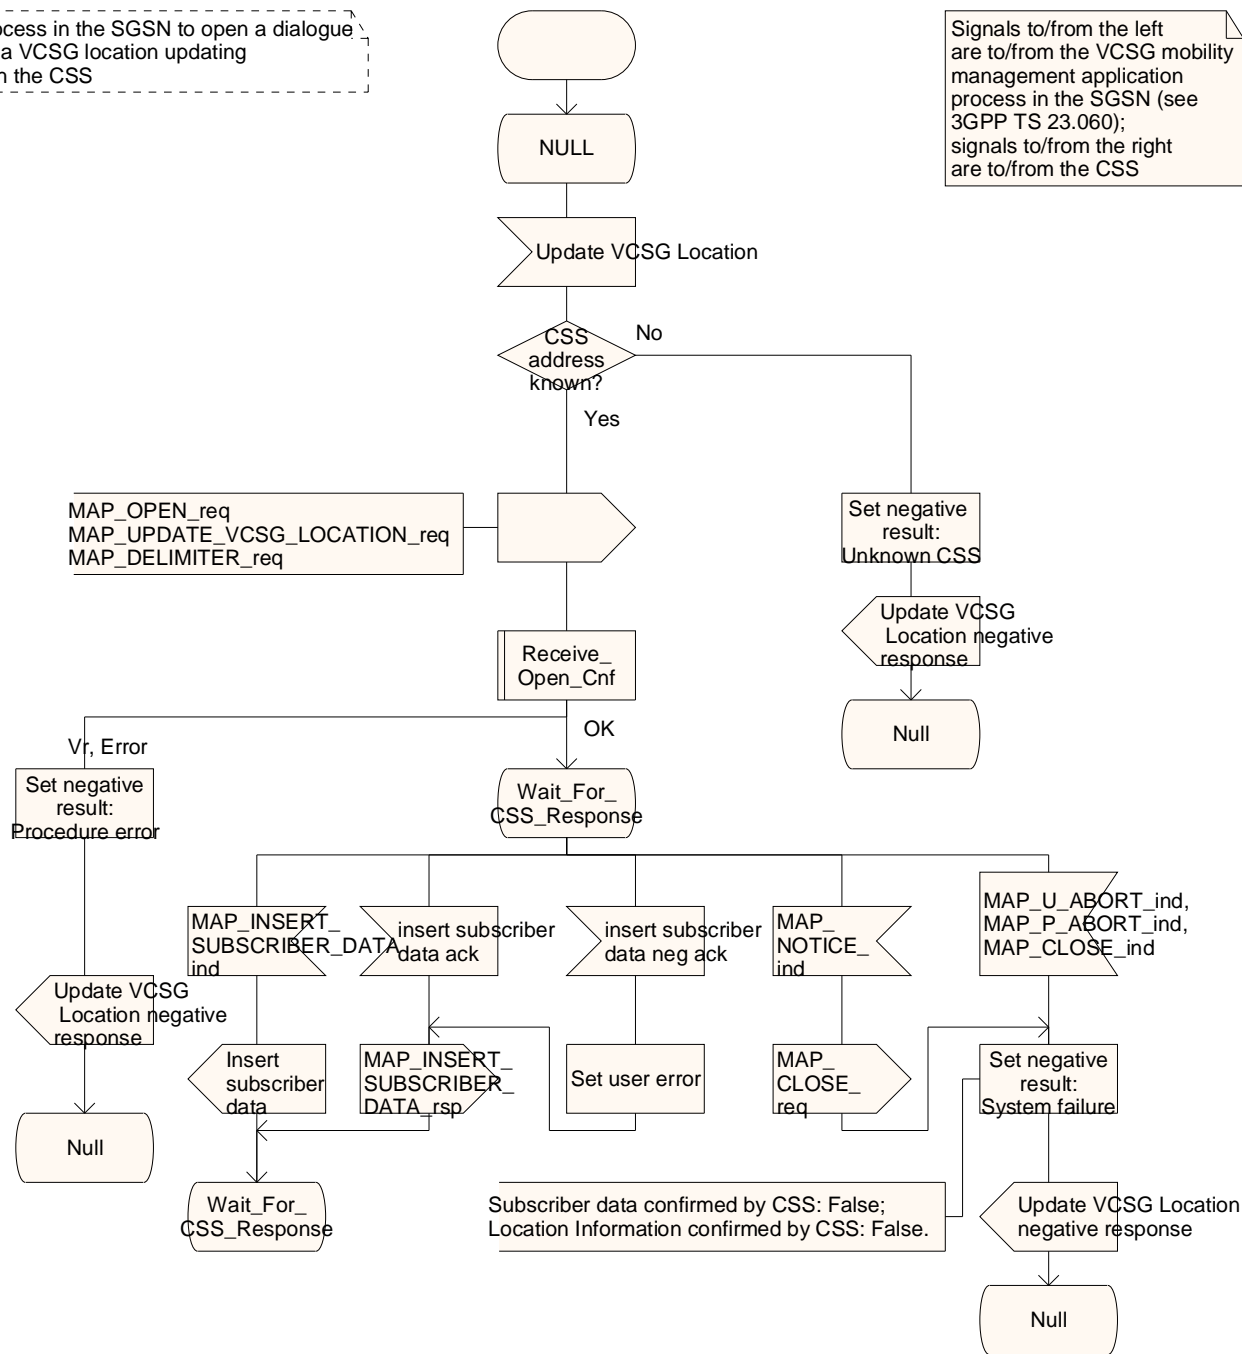 ocess in the SGSN to open a dialogue
a VCSG location updating
n the CSS
Signals to/from the left
are to/from the VCSG mobility
management application
process in the SGSN (see
3GPP TS 23.060);
signals to/from the right
are to/from the CSS
NULL
Update VCSG Location
CSS
address
known?
No
Yes
MAP_OPEN_req
MAP_UPDATE_VCSG_LOCATION_req
MAP_DELIMITER_req
Set negative
result:
Unknown CSS
Update VCSG
Location negative
response
Null
Receive_
Open_Cnf
OK
Vr, Error
Set negative
result:
Procedure error
Wait_For_
CSS_Response
MAP_INSERT_
SUBSCRIBER_DATA_
ind
insert subscriber
data ack
insert subscriber
data neg ack
MAP_
NOTICE_
ind
MAP_U_ABORT_ind,
MAP_P_ABORT_ind,
MAP_CLOSE_ind
Update VCSG
Location negative
response
Insert
subscriber
data
MAP_INSERT_
SUBSCRIBER_
DATA_rsp
Set user error
MAP_
CLOSE_
req
Set negative
result:
System failure
Null
Wait_For_
CSS_Response
Subscriber data confirmed by CSS: False;
Location Information confirmed by CSS: False.
Update VCSG Location
negative response
Null